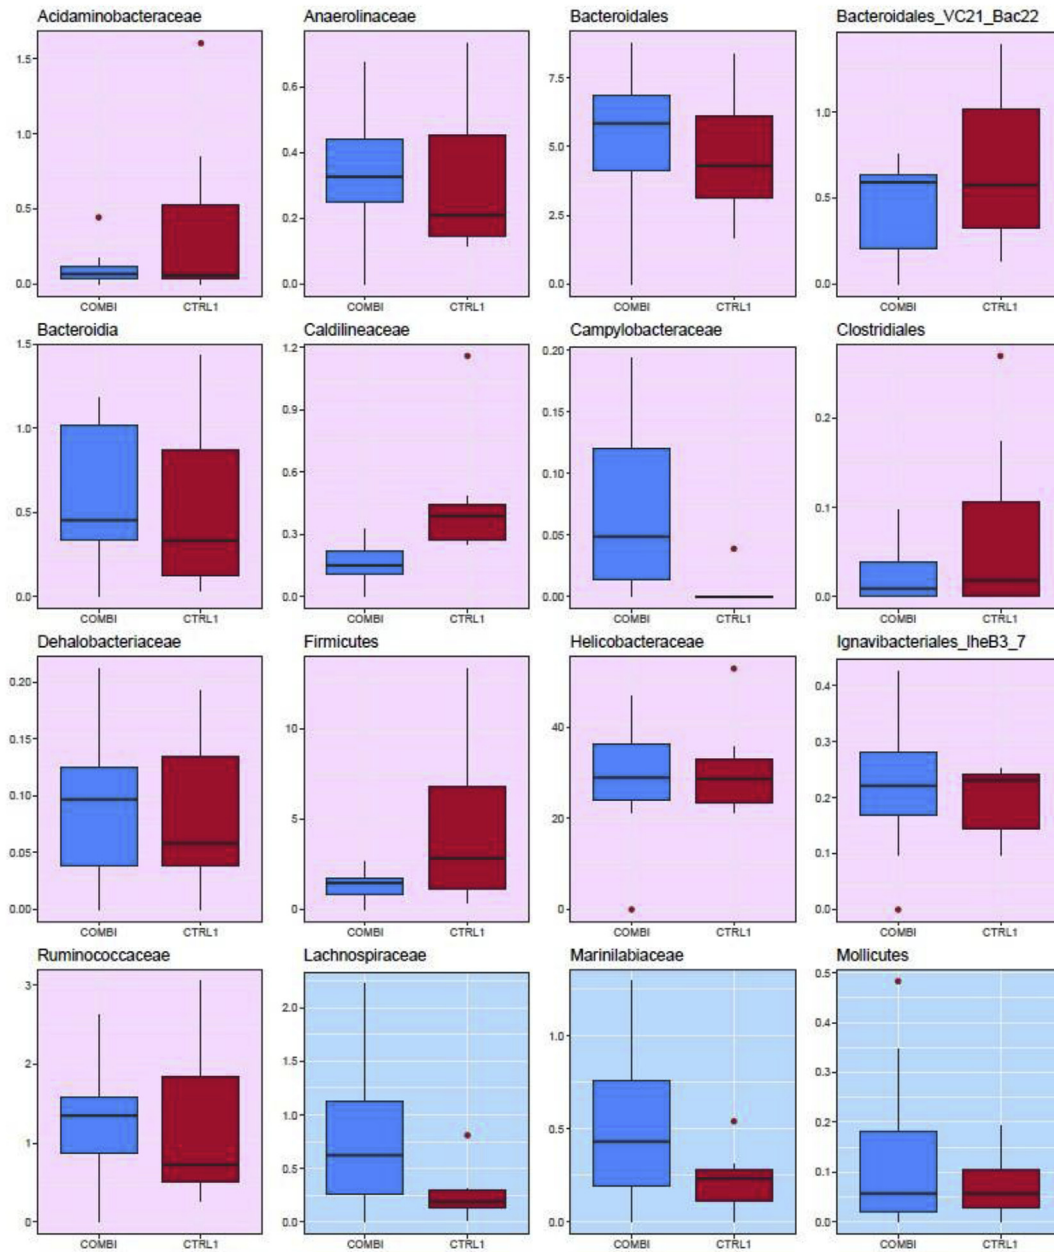 Acidaminobacteraceae Anaerolinaceae Bacteroidales Bacteroidales_VC21_Bac22
1.5 0.6 7.5 1.0
1.0 0.4 5.0 0.5
0.5 0.2 2.5 0.0
0.0 0.0 0.0
COMBI CTRL1 COMBI CTRL1 COMBI CTRL1 COMBI CTRL1
Bacteroidia Caldilineaceae Campylobacteraceae Clostridiales
1.5 1.2 0.20 0.2
1.0 0.9 0.15 0.1
0.5 0.6 0.10 0.0
0.0 0.3 0.05
0.0 0.00
COMBI CTRL1 COMBI CTRL1 COMBI CTRL1 COMBI CTRL1
Dehalobacteriaceae Firmicutes Helicobacteraceae Ignavibacteriales_IheB3_7
0.20 10 40 0.4
0.15 5 20 0.3
0.10 0 0 0.2
0.05 0.1
0.00 0.0
COMBI CTRL1 COMBI CTRL1 COMBI CTRL1 COMBI CTRL1
Ruminococcaceae Lachnospiraceae Marinilabiaceae Mollicutes
3 2.0 1.0 0.5
2 1.5 0.5 0.4
1 1.0 0.0 0.3
0 0.5 0.2
0.0 0.1
0.0
COMBI CTRL1 COMBI CTRL1 COMBI CTRL1 COMBI CTRL1